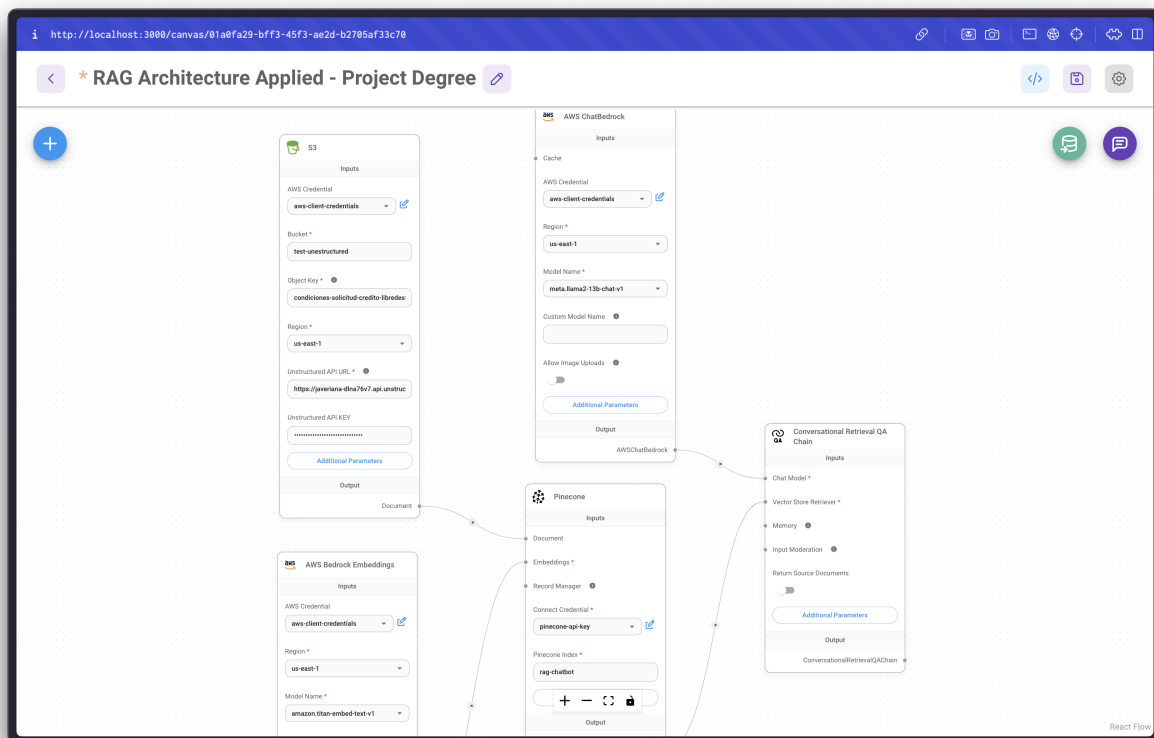 i http://localhost:3000/canvas/01a0fa29-bff3-45f3-ae2d-b2705af33c70
* RAG Architecture Applied - Project Degree
S3
Inputs
AWS Credential
aws-client-credentials
Bucket *
test-unestructured
Object Key *
condiciones-solicitud-credito-libredes
Region *
us-east-1
Unstructured API URL *
https://javeriana-dlna76v7.api.unstruc
Unstructured API KEY
••••••••••••••••••••••••••••••
Additional Parameters
Output
Document
aws AWS ChatBedrock
Inputs
Cache
AWS Credential
aws-client-credentials
Region *
us-east-1
Model Name *
meta.llama2-13b-chat-v1
Custom Model Name
Allow Image Uploads
Additional Parameters
Output
AWSChatBedrock
aws AWS Bedrock Embeddings
Inputs
AWS Credential
aws-client-credentials
Region *
us-east-1
Model Name *
amazon.titan-embed-text-v1
Pinecone
Inputs
Document
Embeddings *
Record Manager
Connect Credential *
pinecone-api-key
Pinecone Index *
rag-chatbot
Output
QA
Conversational Retrieval QA
Chain
Inputs
Chat Model *
Vector Store Retriever *
Memory
Input Moderation
Return Source Documents
Additional Parameters
Output
ConversationalRetrievalQAChain
React Flow